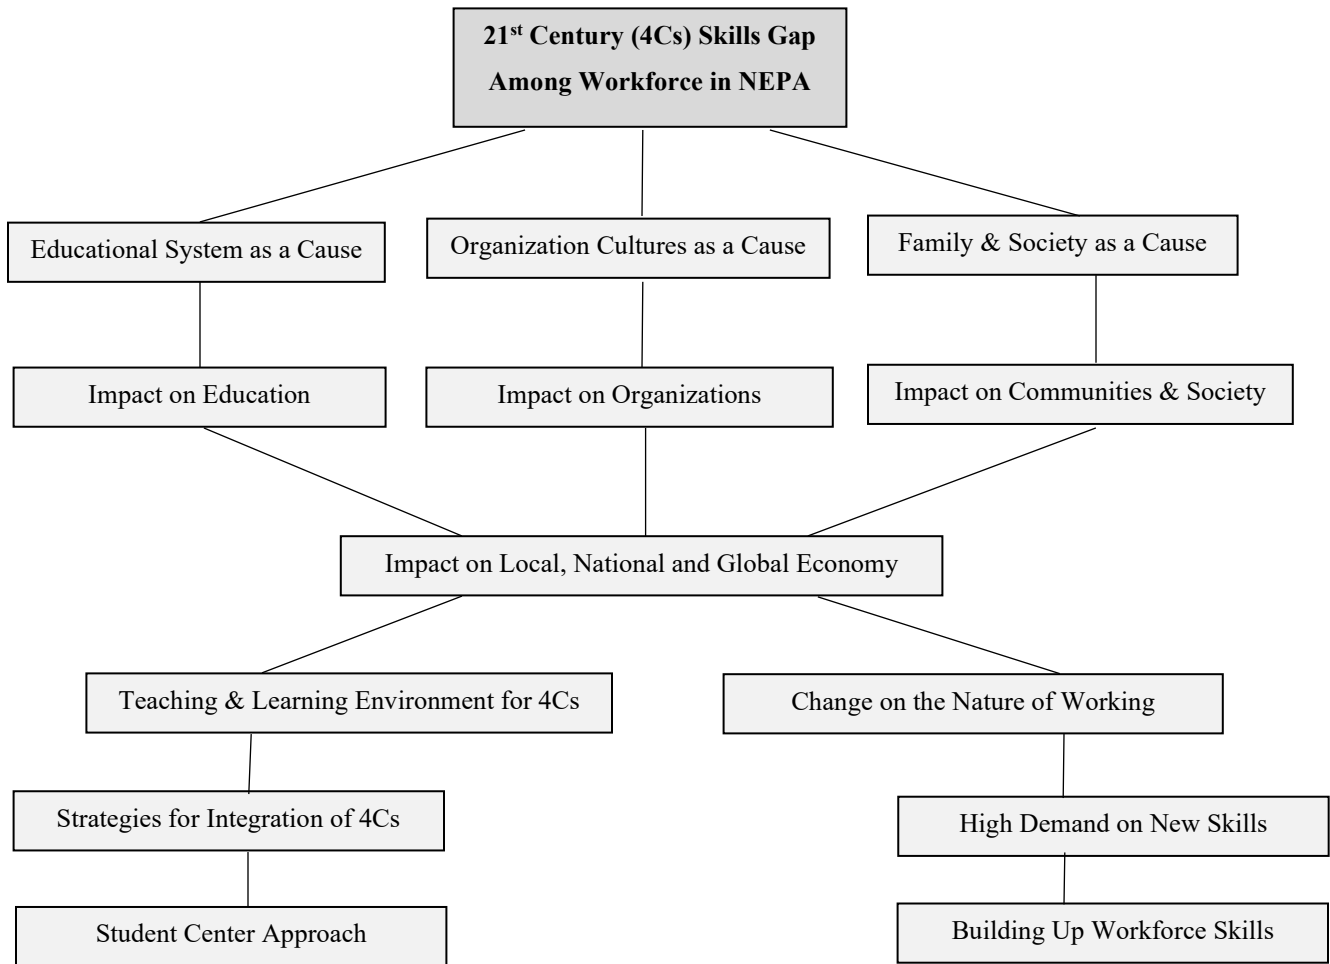 21st Century (4Cs) Skills Gap
Among Workforce in NEPA
Educational System as a Cause
Organization Cultures as a Cause
Family & Society as a Cause
Impact on Education
Impact on Organizations
Impact on Communities & Society
Impact on Local, National and Global Economy
Teaching & Learning Environment for 4Cs
Change on the Nature of Working
Strategies for Integration of 4Cs
High Demand on New Skills
Student Center Approach
Building Up Workforce Skills